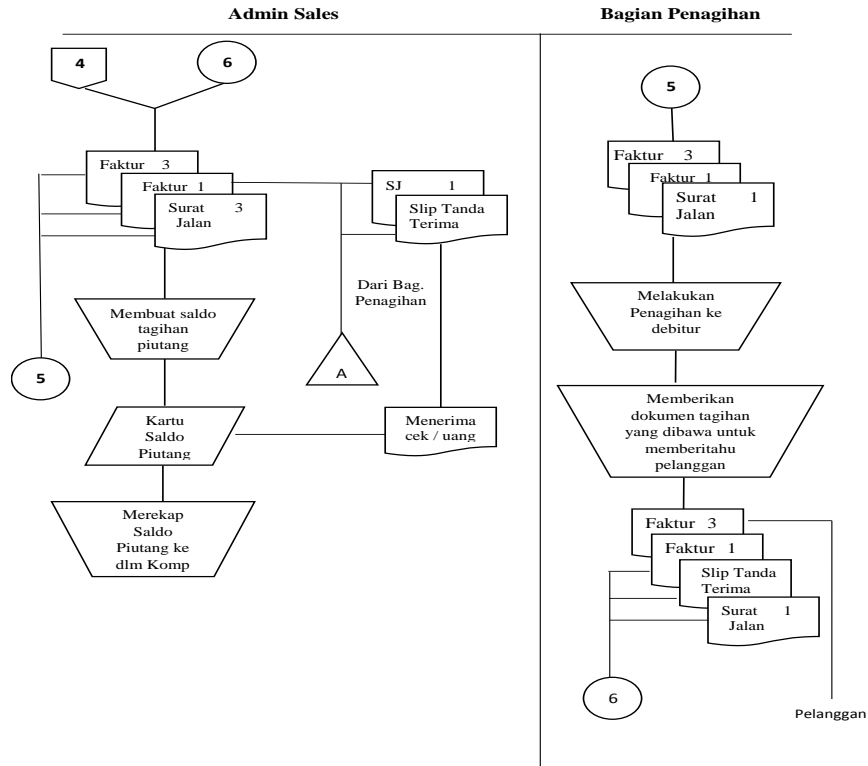 Admin Sales
4
6
Faktur 3
Faktur 1
Surat 3
Jalan
SJ 1
Slip Tanda
Terima
Dari Bag.
Penagihan
Membuat saldo
tagihan
piutang
5
A
Kartu
Saldo
Piutang
Menerima
cek / uang
Merekap
Saldo
Piutang ke
dlm Komp
Bagian Penagihan
5
Faktur 3
Faktur 1
Surat 1
Jalan
Melakukan
Penagihan ke
debitur
Memberikan
dokumen tagihan
yang dibawa untuk
memberitahu
pelanggan
Faktur 3
Faktur 1
Slip Tanda
Terima
Surat 1
Jalan
6
Pelanggan